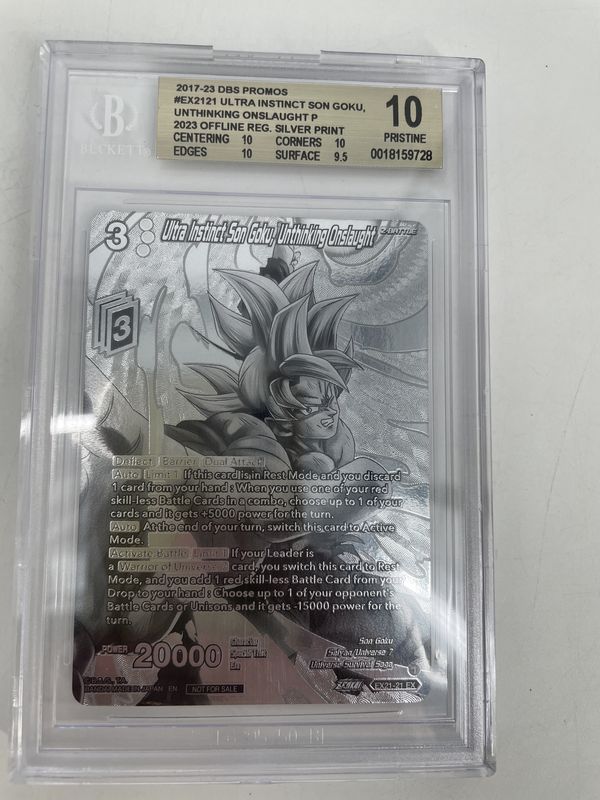 B
BECKETT
2017-23 DBS PROMOS
#EX2121 ULTRA INSTINCT SON GOKU,
UNTHINKING ONSLAUGHT P
2023 OFFLINE REG. SILVER PRINT
CENTERING 10 CORNERS 10
EDGES 10 SURFACE 9.5
10
PRISTINE
0018159728
3 Ultra Instinct Son Goku, Unthinking Onslaught Z-BATTLE
3
Deflect Barrier Dual Attack
Auto Limit 1 If this card is in Rest Mode and you discard
1 card from your hand : When you use one of your red
skill-less Battle Cards in a combo, choose up to 1 of your
cards and it gets +5000 power for the turn.
Auto At the end of your turn, switch this card to Active
Mode.
Activate Battle Limit 1 If your Leader is
a Warrior of Universe 7 card, you switch this card to Rest
Mode, and you add 1 red skill-less Battle Card from your
Drop to your hand : Choose up to 1 of your opponent's
Battle Cards or Unisons and it gets -15000 power for the
turn.
POWER 20000
Character Son Goku
Special Trait Saiyan/Universe 7
Era Universe Survival Saga
©B.S./S., T.A.
BANDAI MADE IN JAPAN EN NOT FOR SALE
EX21-21 EX